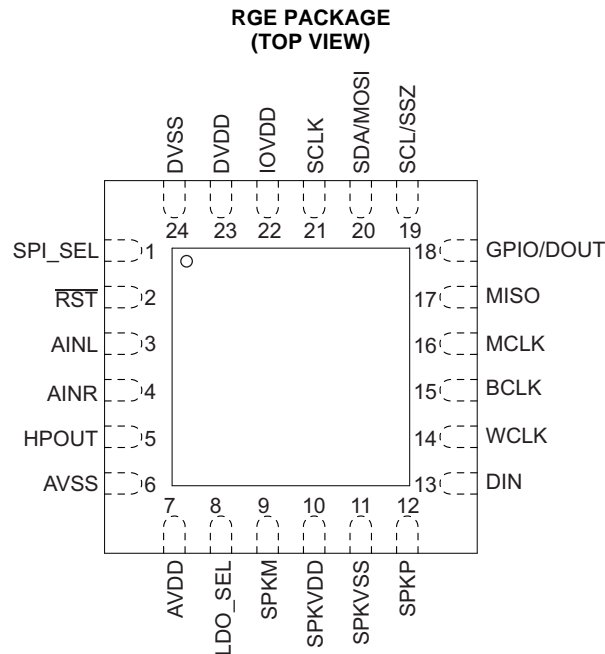 RGE PACKAGE
(TOP VIEW)
DVSS
DVDD
IOVDD
SCLK
SDA/MOSI
SCL/SSZ
24
23
22
21
20
19
SPI_SEL 1
RST 2
AINL 3
AINR 4
HPOUT 5
AVSS 6
18 GPIO/DOUT
17 MISO
16 MCLK
15 BCLK
14 WCLK
13 DIN
7
8
9
10
11
12
AVDD
LDO_SEL
SPKM
SPKVDD
SPKVSS
SPKP